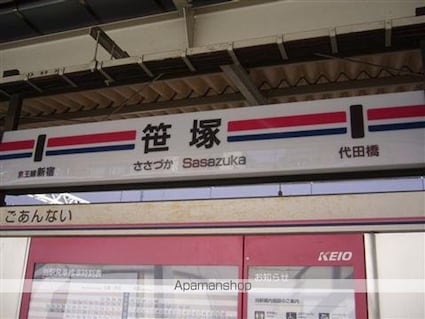 笹塚
ささづか Sasazuka
京王線新宿
代田橋
ごあんない
KEIO
お知らせ
Apamanshop